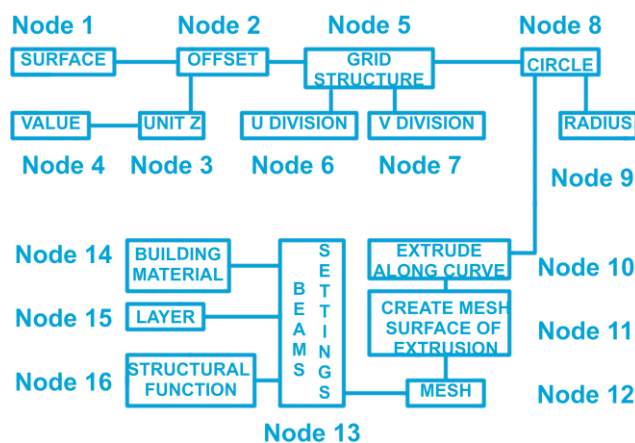 Node 1
Node 2
Node 5
Node 8
SURFACE
OFFSET
GRID
STRUCTURE
CIRCLE
VALUE
UNIT Z
U DIVISION
V DIVISION
RADIUS
Node 4
Node 3
Node 6
Node 7
Node 9
Node 14
BUILDING
MATERIAL
BEAMS
SETTINGS
EXTRUDE
ALONG CURVE
Node 10
Node 15
LAYER
CREATE MESH
SURFACE OF
EXTRUSION
Node 11
Node 16
STRUCTURAL
FUNCTION
MESH
Node 12
Node 13